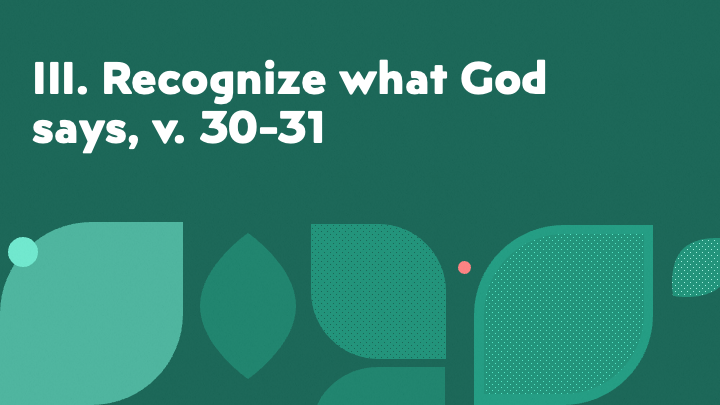 III. Recognize what God
says, v. 30-31